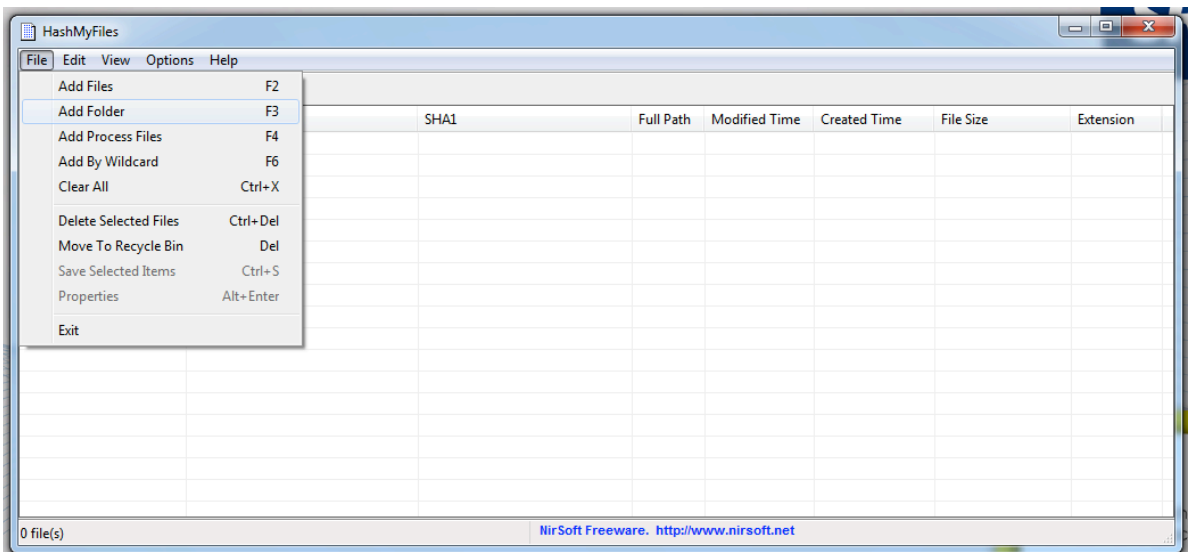 HashMyFiles
File Edit View Options Help
Add Files F2
Add Folder F3
Add Process Files F4
Add By Wildcard F6
Clear All Ctrl+X
Delete Selected Files Ctrl+Del
Move To Recycle Bin Del
Save Selected Items Ctrl+S
Properties Alt+Enter
Exit
SHA1 Full Path Modified Time Created Time File Size Extension
0 file(s) NirSoft Freeware. http://www.nirsoft.net